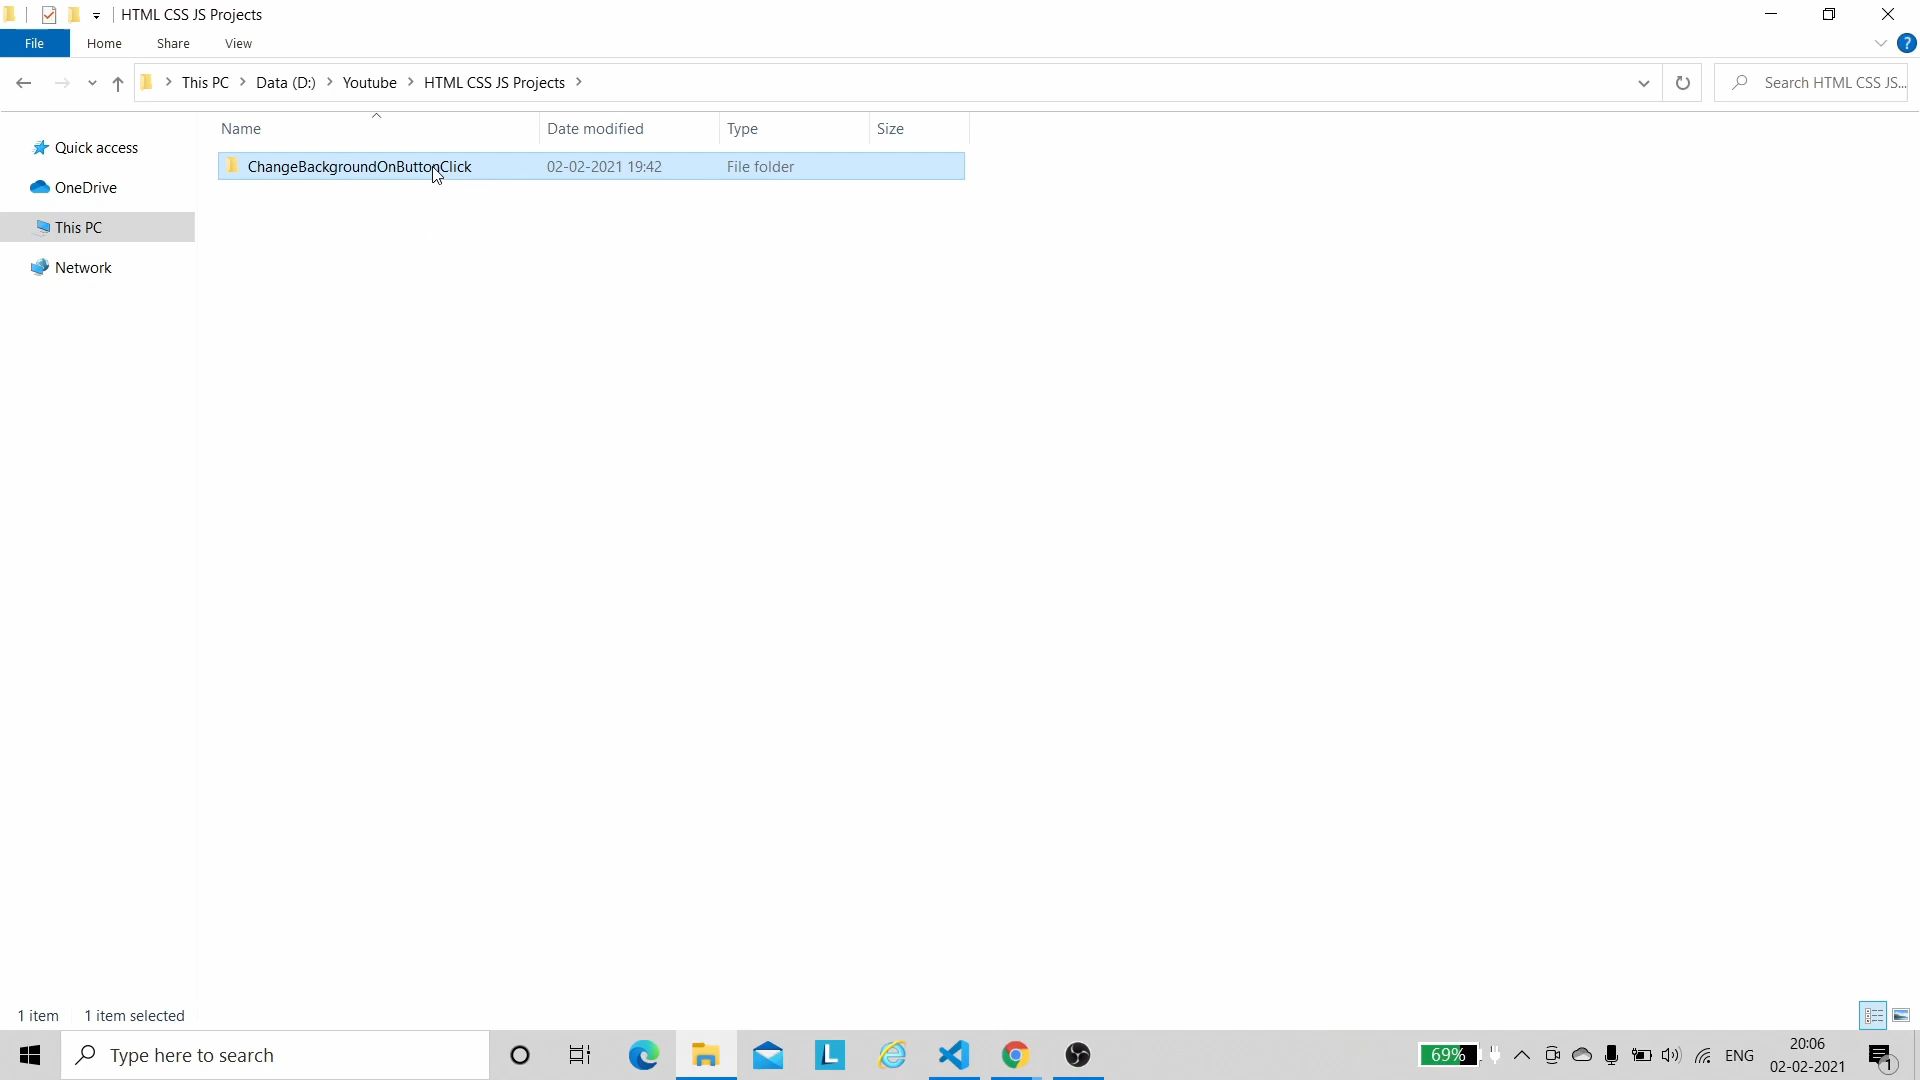 HTML CSS JS Projects
File Home Share View
This PC Data (D:) Youtube HTML CSS JS Projects Search HTML CSS JS...
Name Date modified Type Size
Quick access
ChangeBackgroundOnButtonClick 02-02-2021 19:42 File folder
OneDrive
This PC
Network
1 item 1 item selected
Type here to search 69% ENG 20:06
02-02-2021 1